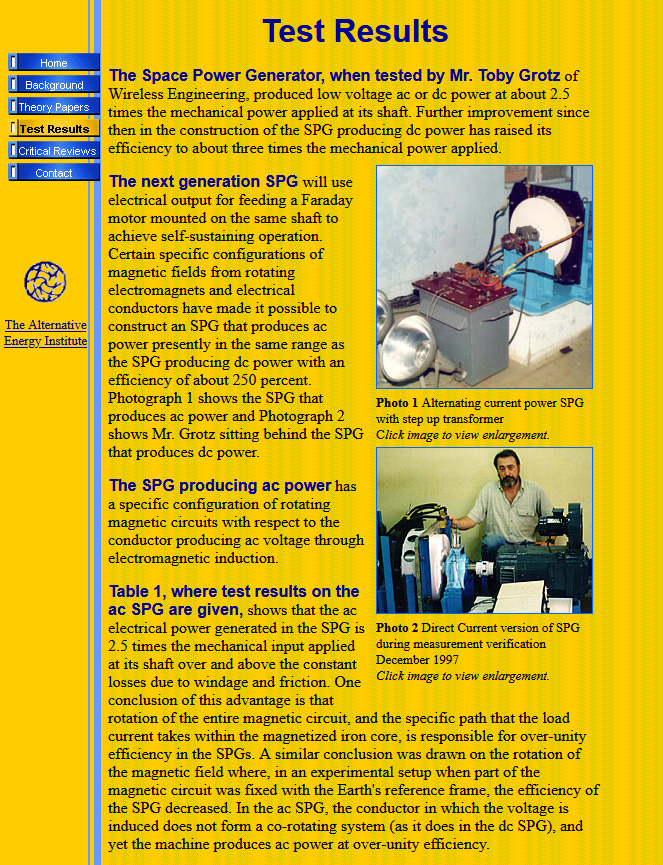 Test Results
Home
Background
Theory Papers
Test Results
Critical Reviews
Contact
The Alternative
Energy Institute
The Space Power Generator, when tested by Mr. Toby Grotz of
Wireless Engineering, produced low voltage ac or dc power at about 2.5
times the mechanical power applied at its shaft. Further improvement since
then in the construction of the SPG producing dc power has raised its
efficiency to about three times the mechanical power applied.
The next generation SPG will use
electrical output for feeding a Faraday
motor mounted on the same shaft to
achieve self-sustaining operation.
Certain specific configurations of
magnetic fields from rotating
electromagnets and electrical
conductors have made it possible to
construct an SPG that produces ac
power presently in the same range as
the SPG producing dc power with an
efficiency of about 250 percent.
Photograph 1 shows the SPG that
produces ac power and Photograph 2
shows Mr. Grotz sitting behind the SPG
that produces dc power.
Photo 1 Alternating current power SPG
with step up transformer
Click image to view enlargement.
The SPG producing ac power has
a specific configuration of rotating
magnetic circuits with respect to the
conductor producing ac voltage through
electromagnetic induction.
Photo 2 Direct Current version of SPG
during measurement verification
December 1997
Click image to view enlargement.
Table 1, where test results on the
ac SPG are given, shows that the ac
electrical power generated in the SPG is
2.5 times the mechanical input applied
at its shaft over and above the constant
losses due to windage and friction. One
conclusion of this advantage is that
rotation of the entire magnetic circuit, and the specific path that the load
current takes within the magnetized iron core, is responsible for over-unity
efficiency in the SPGs. A similar conclusion was drawn on the rotation of
the magnetic field where, in an experimental setup when part of the
magnetic circuit was fixed with the Earth's reference frame, the efficiency of
the SPG decreased. In the ac SPG, the conductor in which the voltage is
induced does not form a co-rotating system (as it does in the dc SPG), and
yet the machine produces ac power at over-unity efficiency.